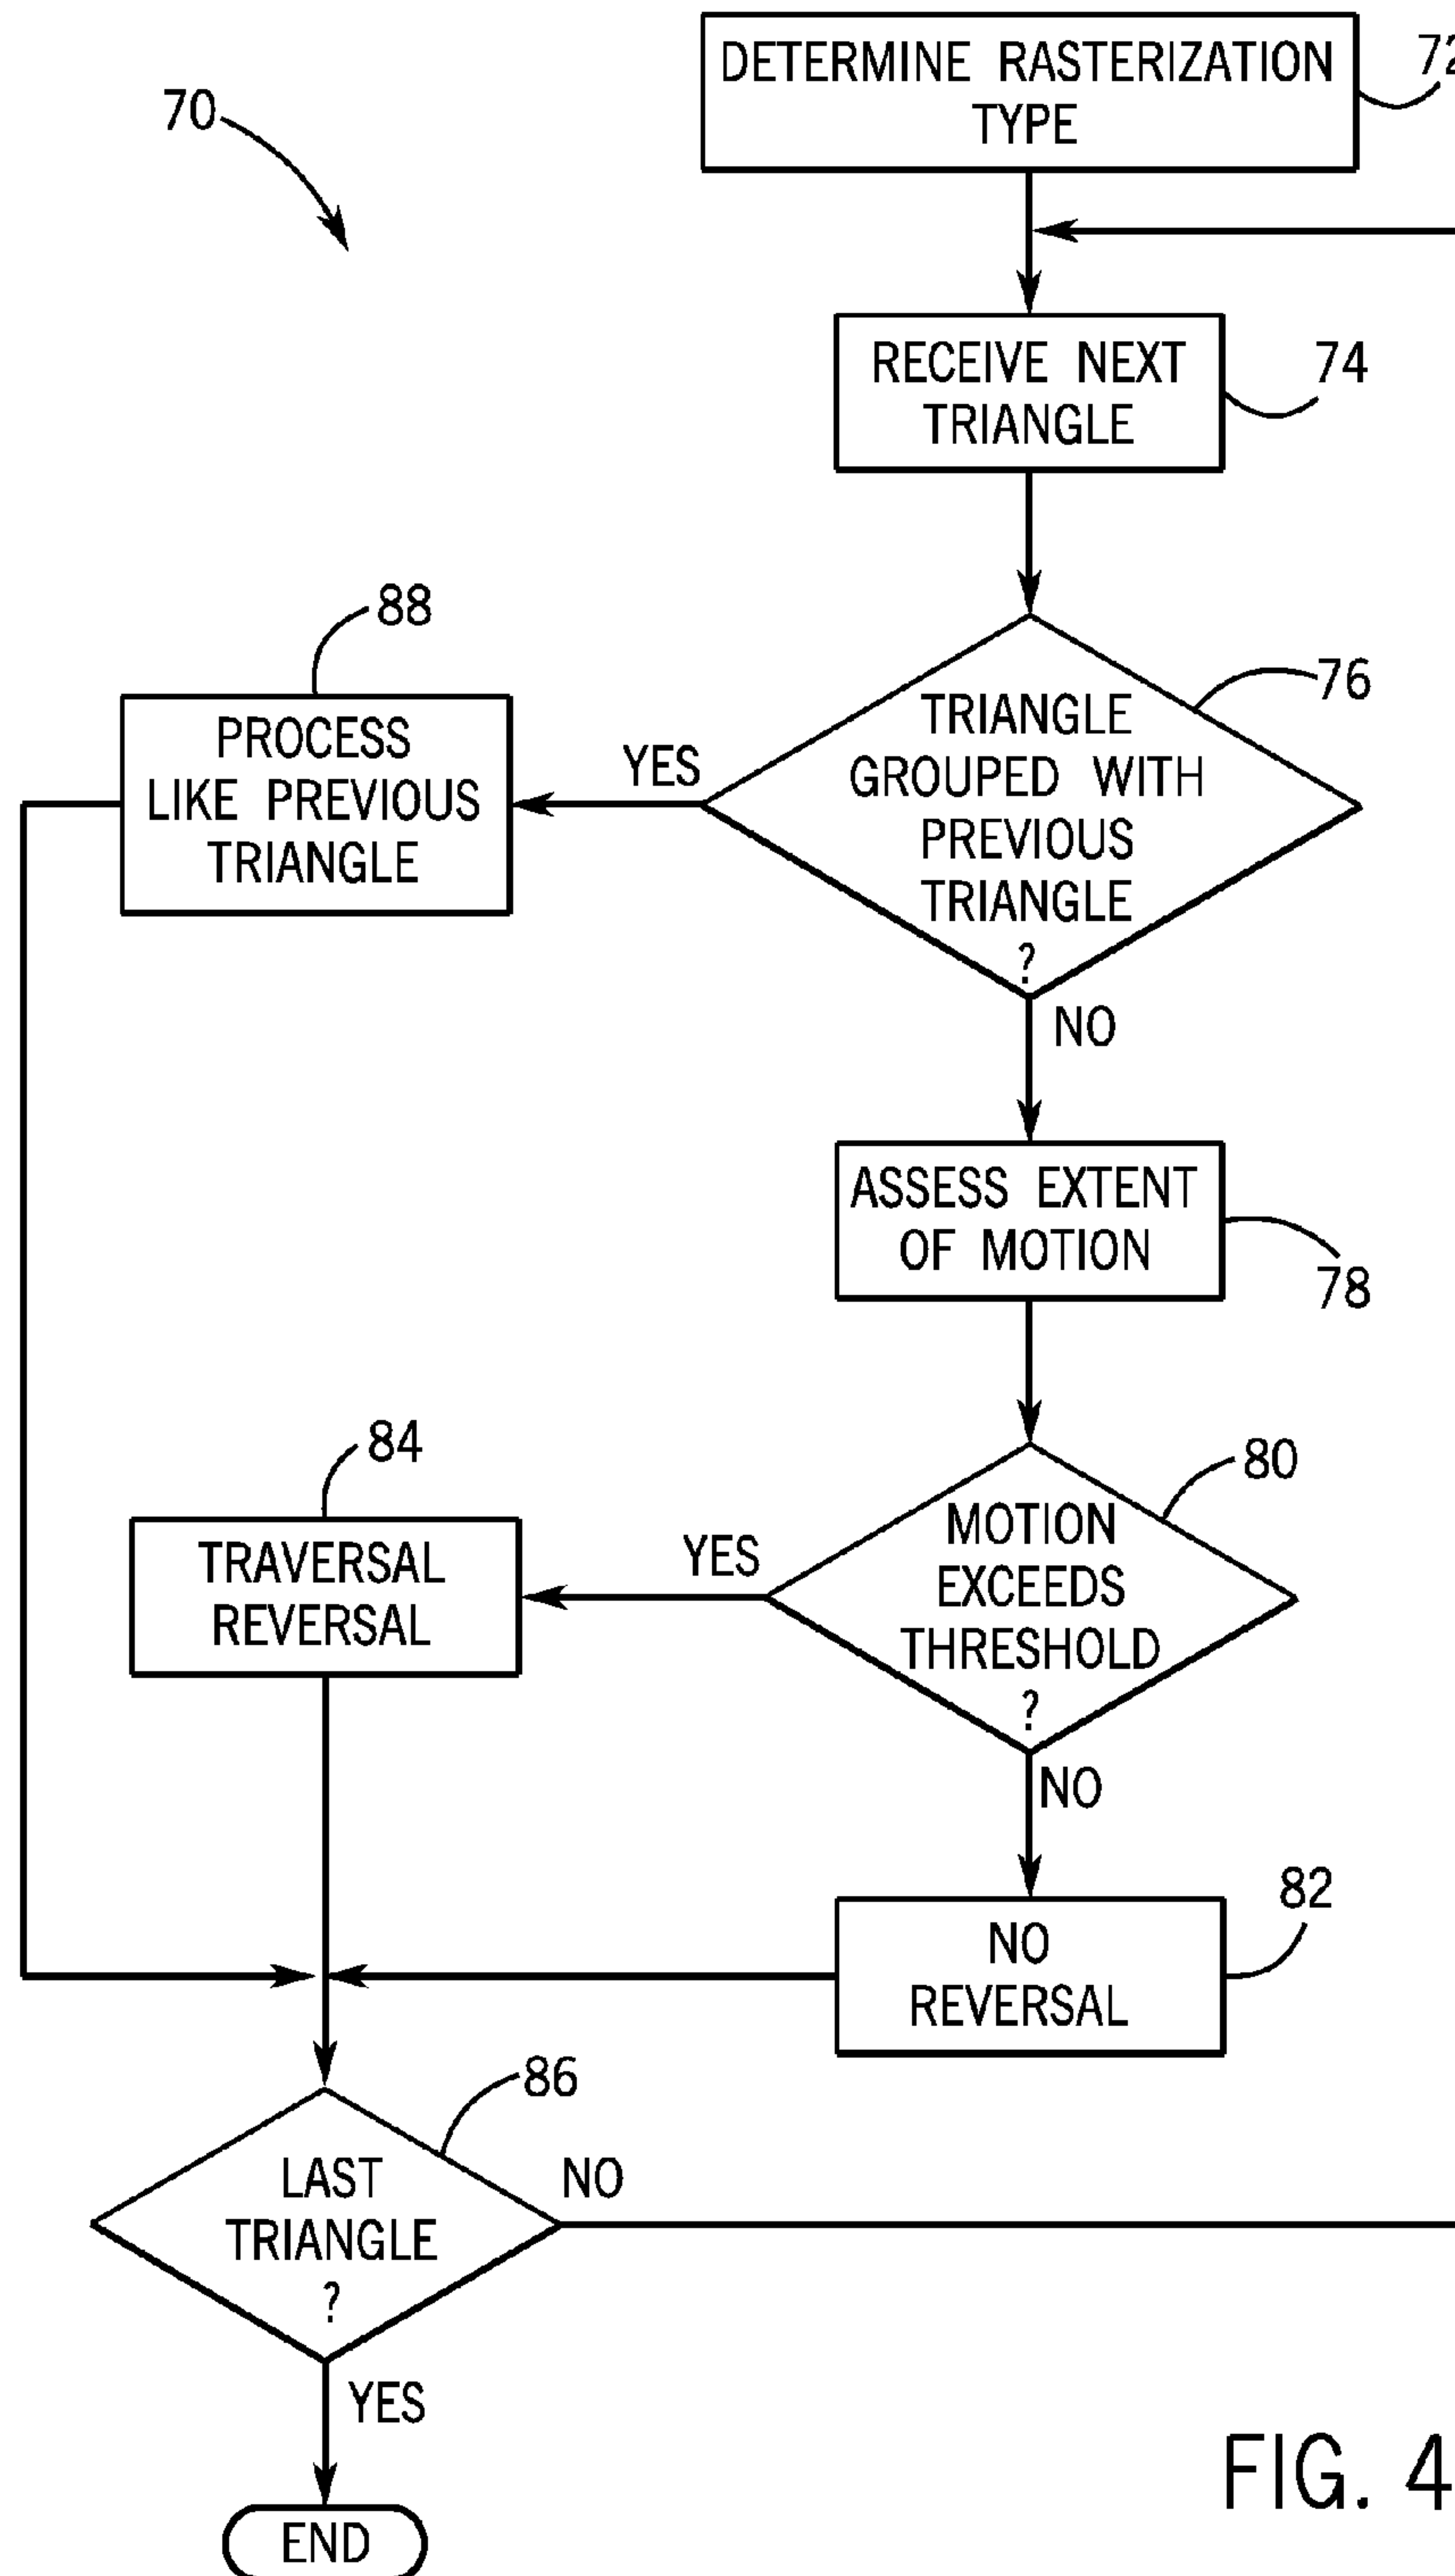 DETERMINE RASTERIZATION
TYPE
72
70
RECEIVE NEXT
TRIANGLE
74
88
76
PROCESS
LIKE PREVIOUS
TRIANGLE
YES
TRIANGLE
GROUPED WITH
PREVIOUS
TRIANGLE
?
NO
ASSESS EXTENT
OF MOTION
78
84
80
TRAVERSAL
REVERSAL
YES
MOTION
EXCEEDS
THRESHOLD
?
NO
82
NO
REVERSAL
86
LAST
TRIANGLE
?
NO
YES
END
FIG. 4